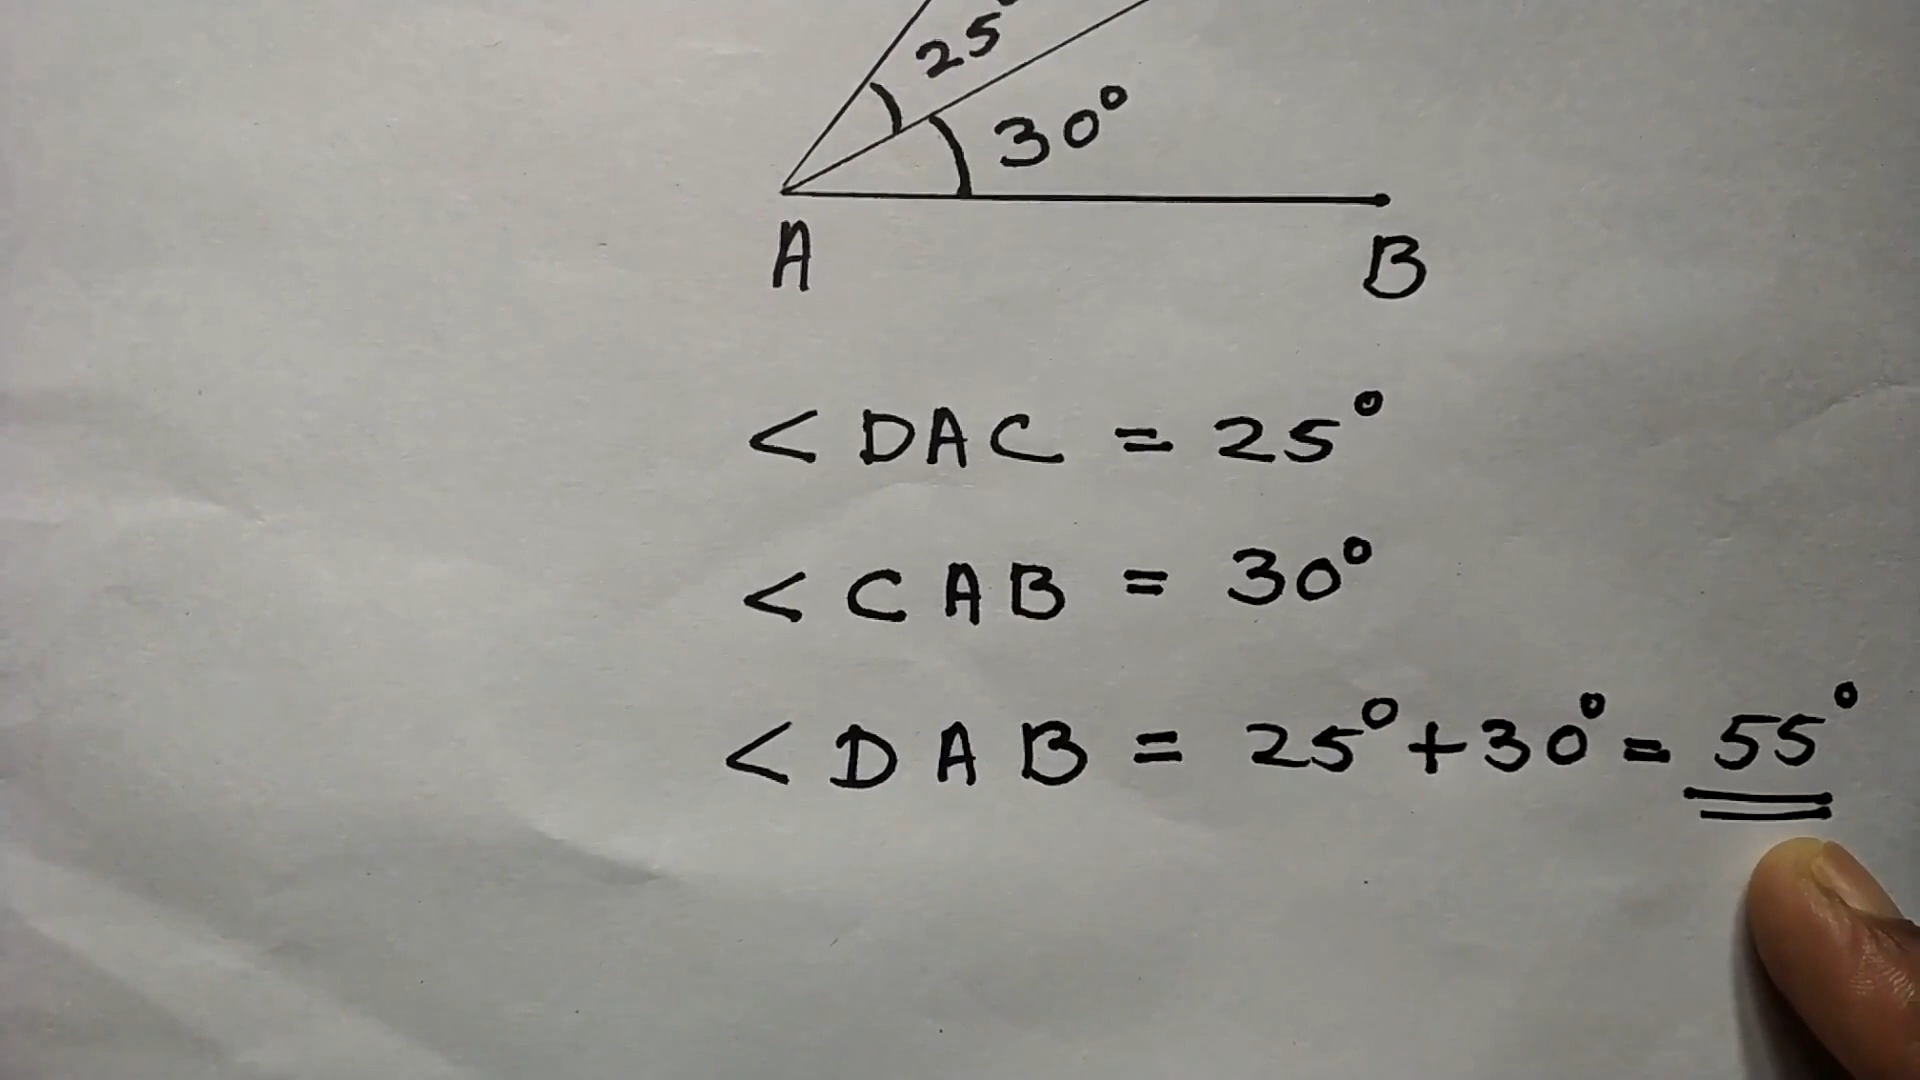 25°
30°
A B
< DAC = 25°
< CAB = 30°
< DAB = 25° + 30° = 55°